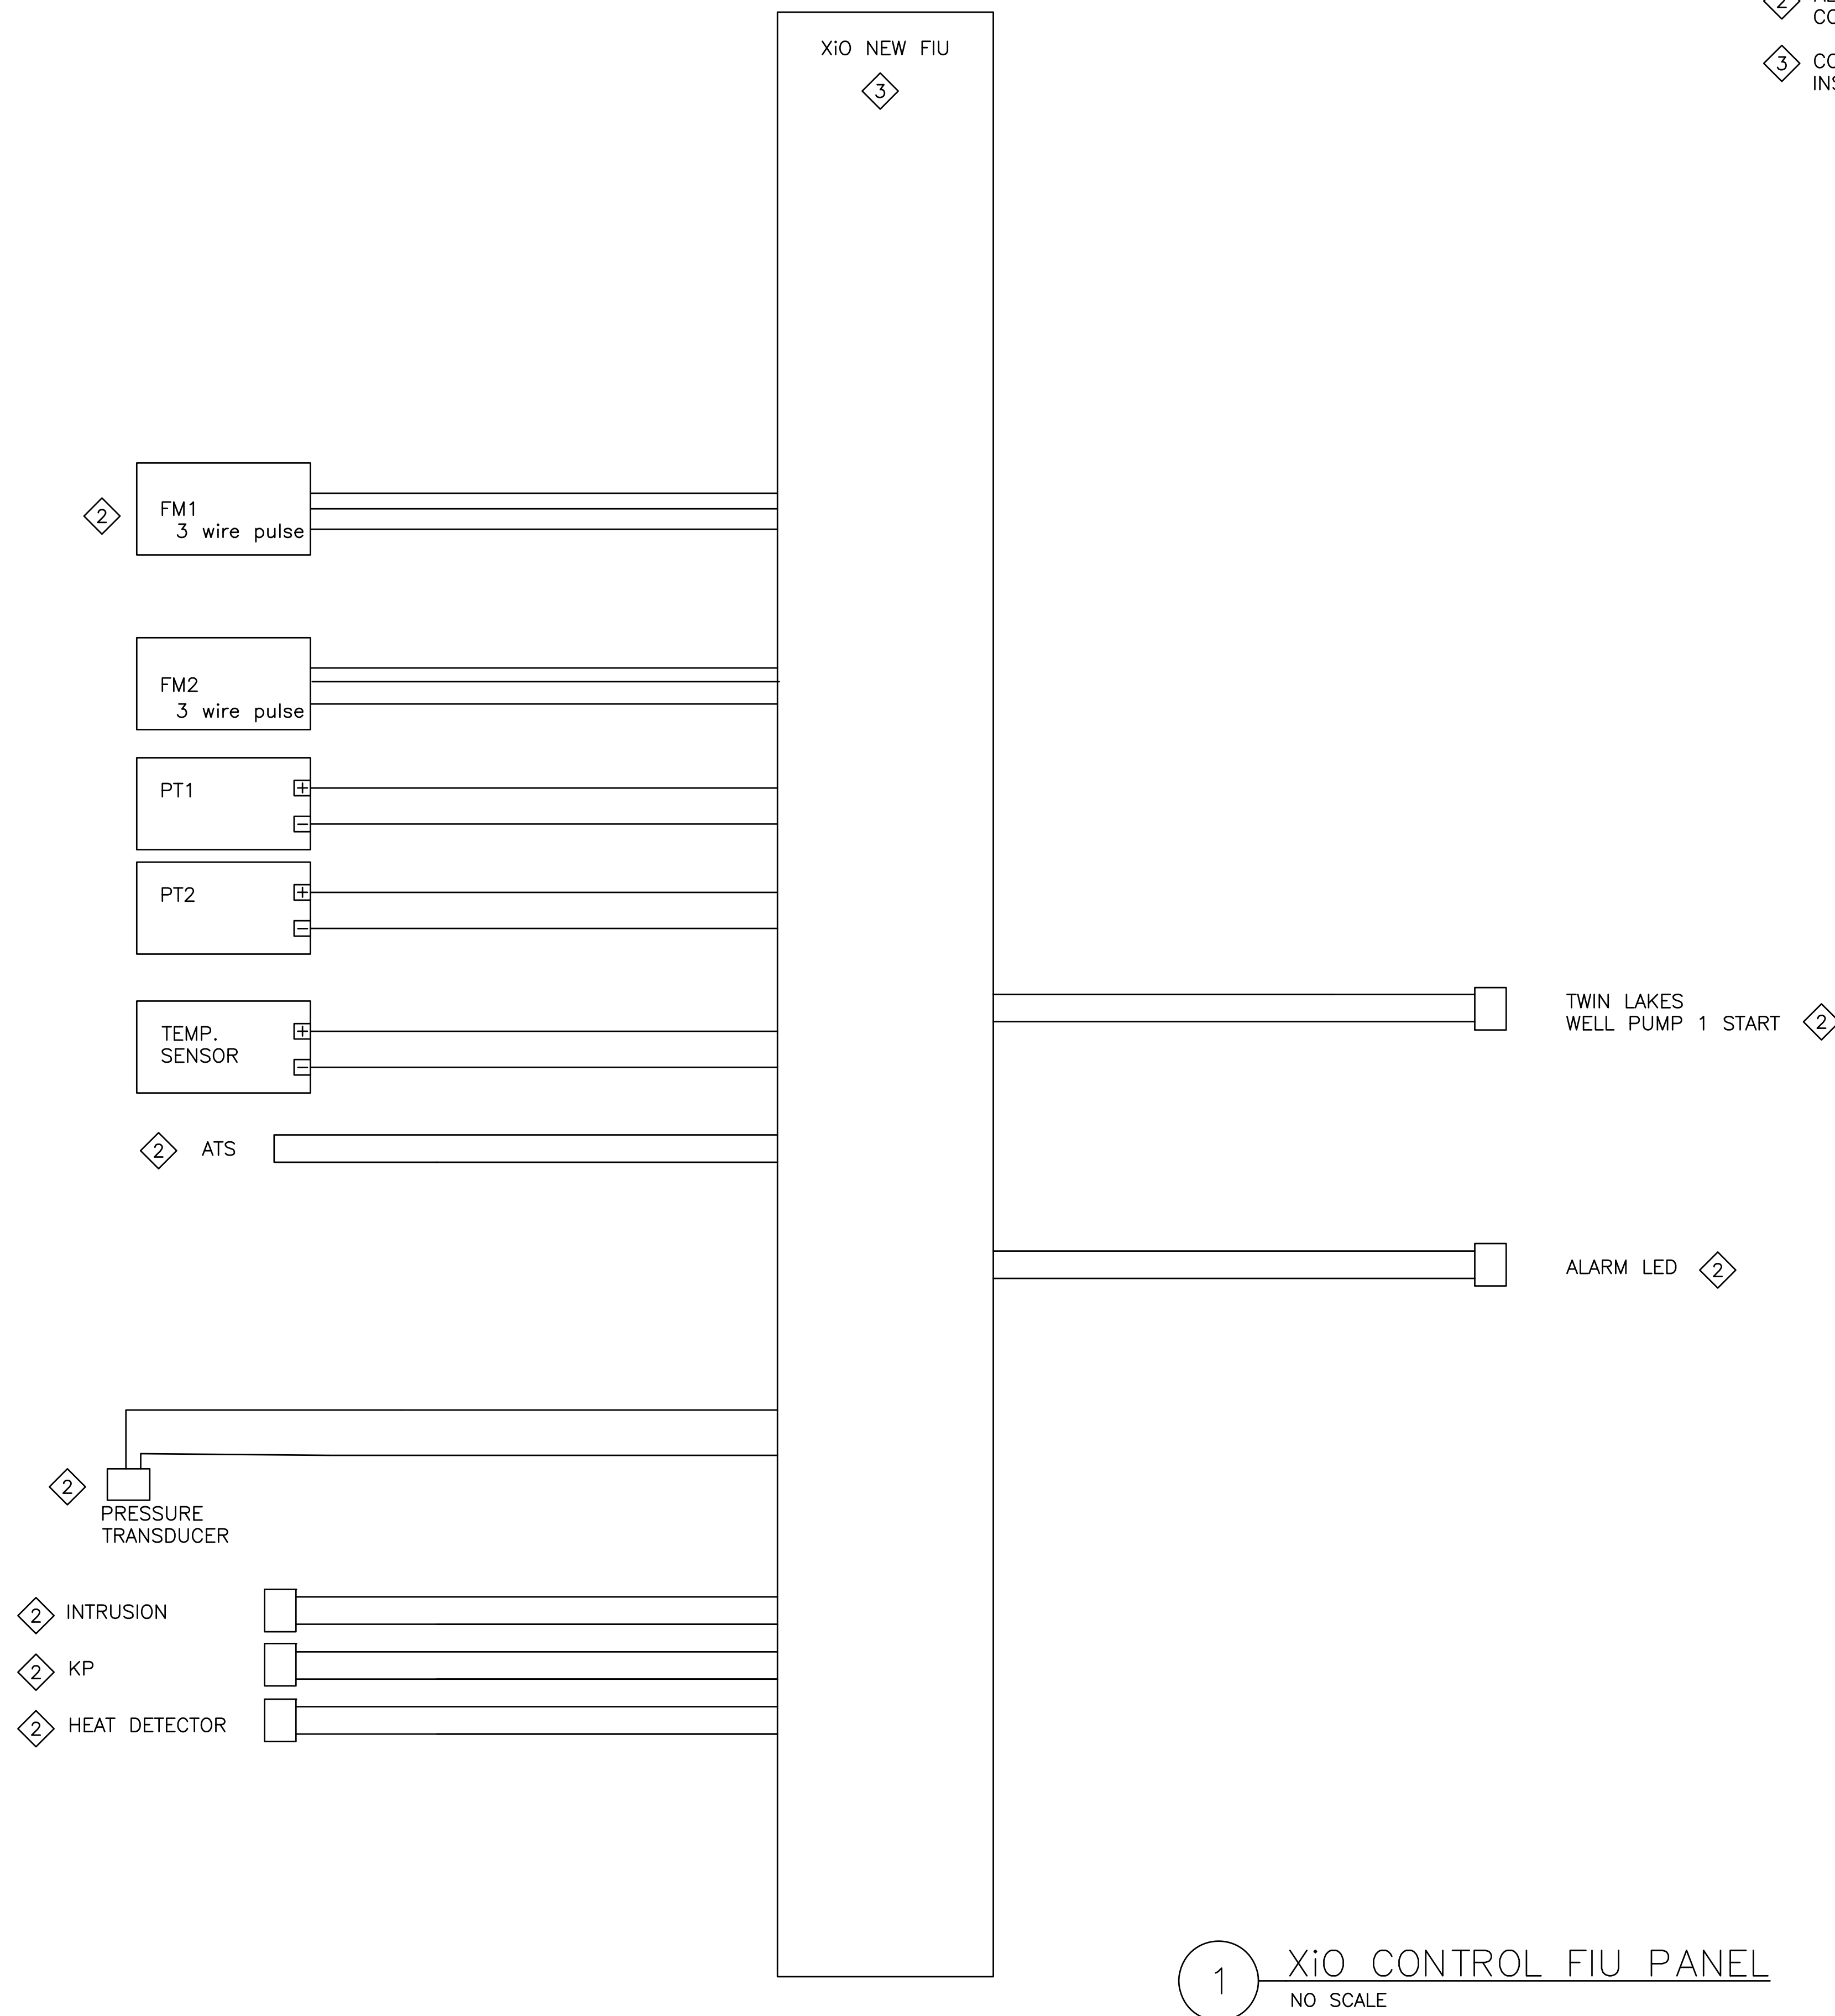 XiO NEW FIU
3
3
2
FM1
3 wire pulse
FM2
3 wire pulse
PT1
+
-
PT2
+
-
TEMP.
SENSOR
+
-
TWIN LAKES
WELL PUMP 1 START
2
2
ATS
ALARM LED
2
2
PRESSURE
TRANSDUCER
2
INTRUSION
2
KP
2
HEAT DETECTOR
1
XiO CONTROL FIU PANEL
NO SCALE